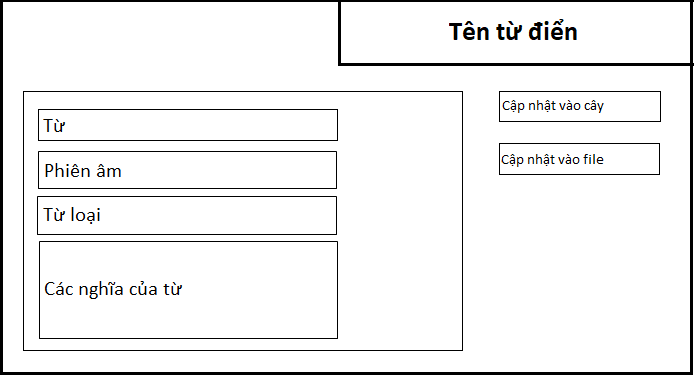 Tên từ điển
Từ
Phiên âm
Từ loại
Các nghĩa của từ
Cập nhật vào cây
Cập nhật vào file